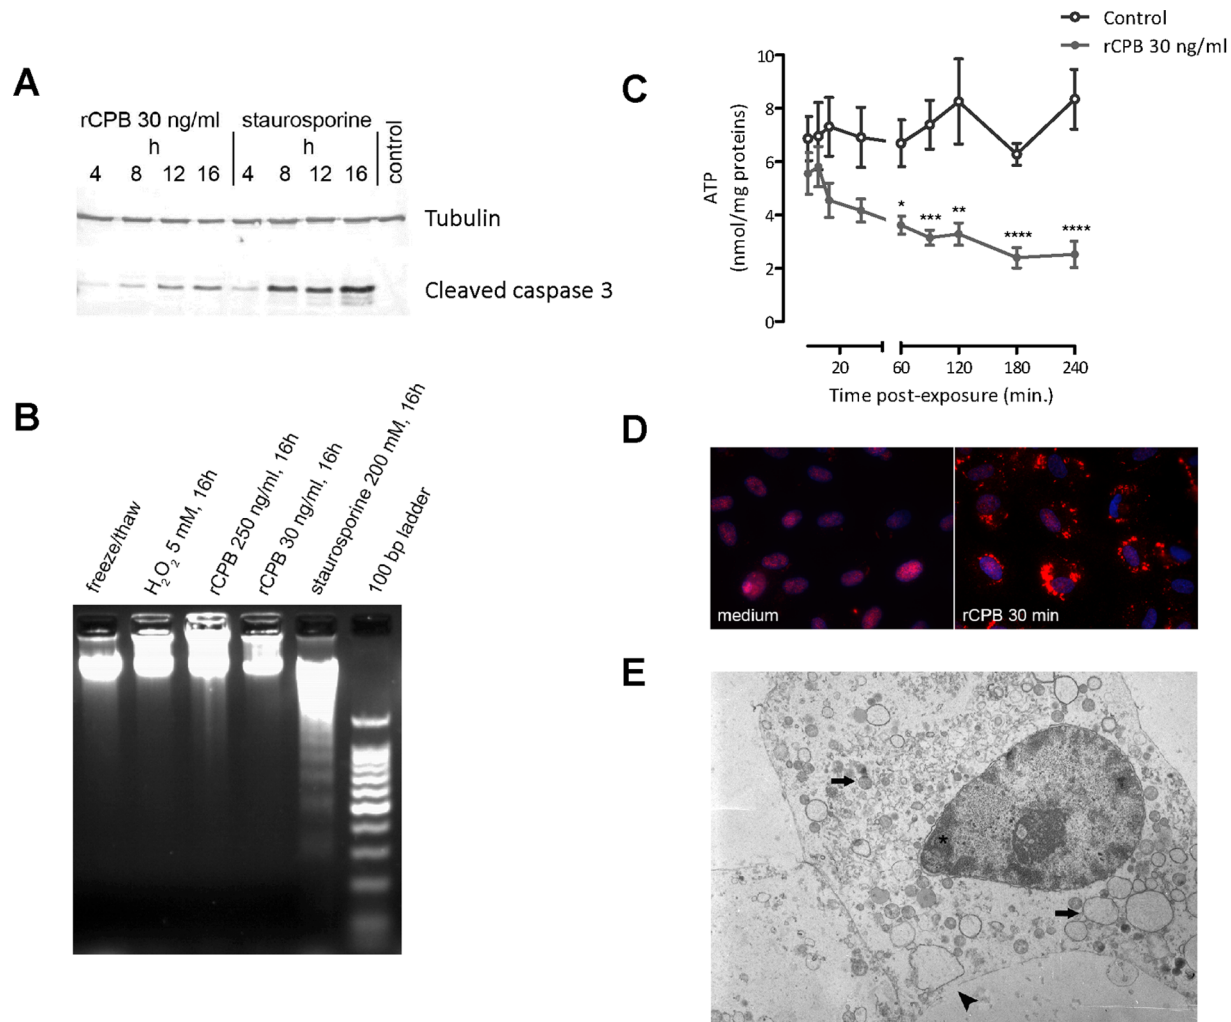 A
rCPB 30 ng/ml
h
4 8 12 16
staurosporine
h
4 8 12 16
control
Tubulin
Cleaved caspase 3
B
freeze/thaw
H2O2 5 mM, 16h
rCPB 250 ng/ml, 16h
rCPB 30 ng/ml, 16h
staurosporine 200 mM, 16h
100 bp ladder
C
Control
rCPB 30 ng/ml
ATP
(nmol/mg proteins)
10
8
6
4
2
0
* *** ** **** ****
20 60 120 180 240
Time post-exposure (min.)
D
medium
rCPB 30 min
E
*